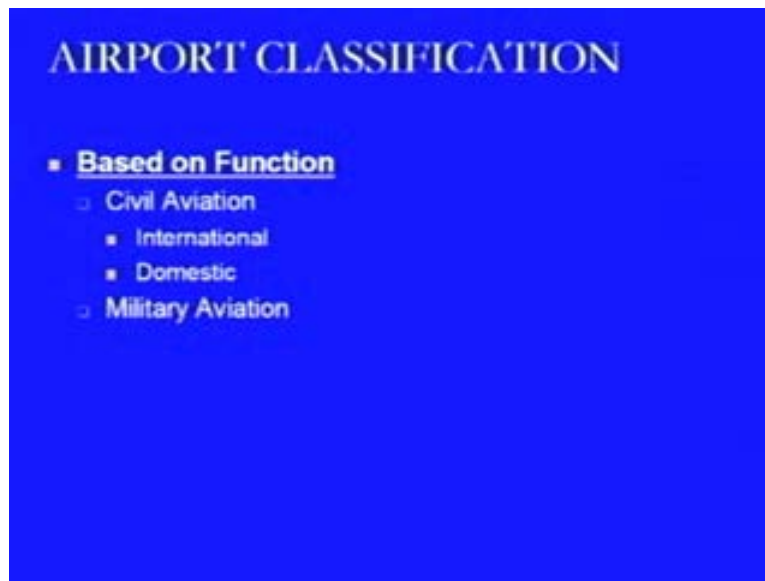 AIRPORT CLASSIFICATION
Based on Function
Civil Aviation
International
Domestic
Military Aviation